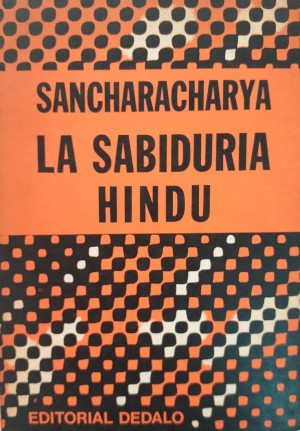 SANCHARACHARYA
LA SABIDURIA
HINDU
EDITORIAL DEDALO